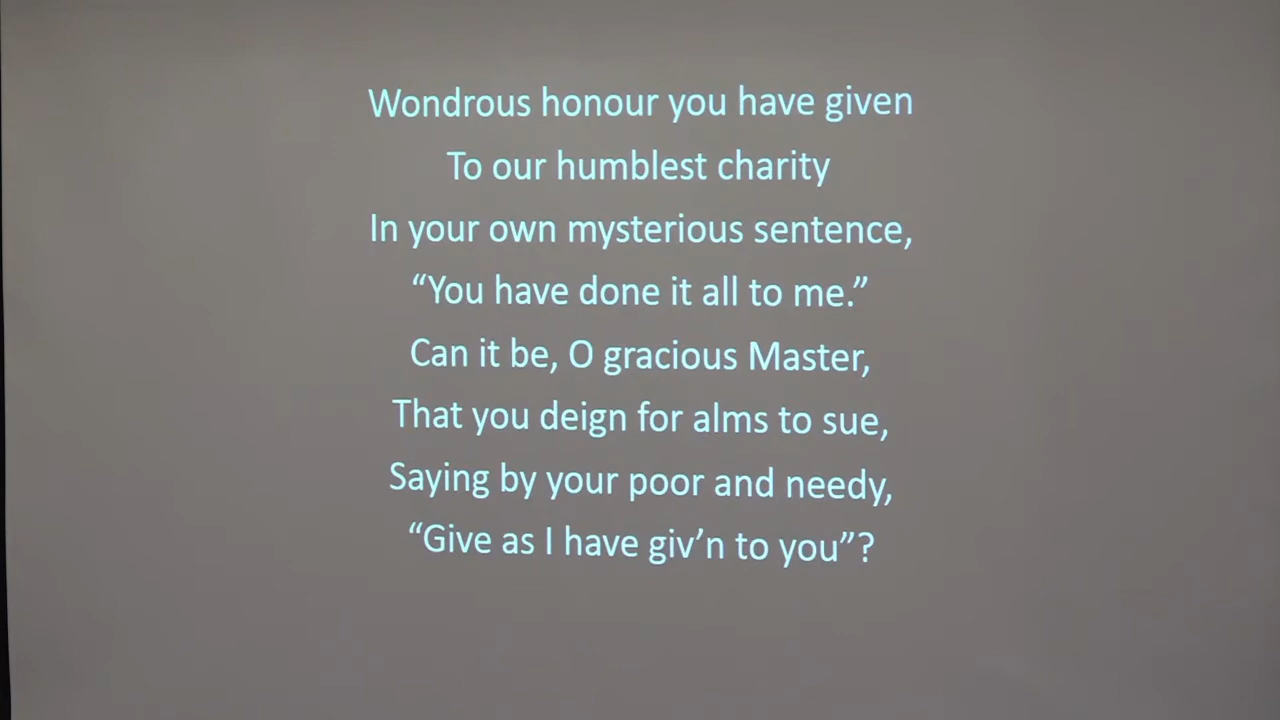 Wondrous honour you have given
To our humblest charity
In your own mysterious sentence,
“You have done it all to me.”
Can it be, O gracious Master,
That you deign for alms to sue,
Saying by your poor and needy,
“Give as I have giv’n to you”?